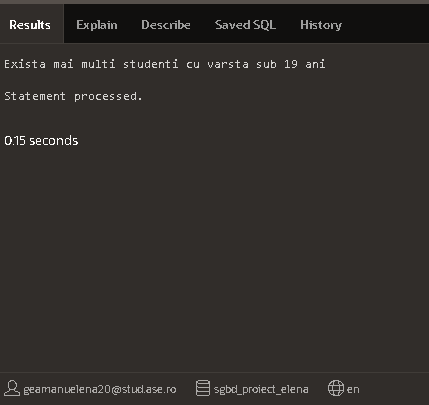 Results Explain Describe Saved SQL History
Exista mai multi studenti cu varsta sub 19 ani
Statement processed.
0.15 seconds
geamanuelena20@stud.ase.ro sgbd_proiect_elena en